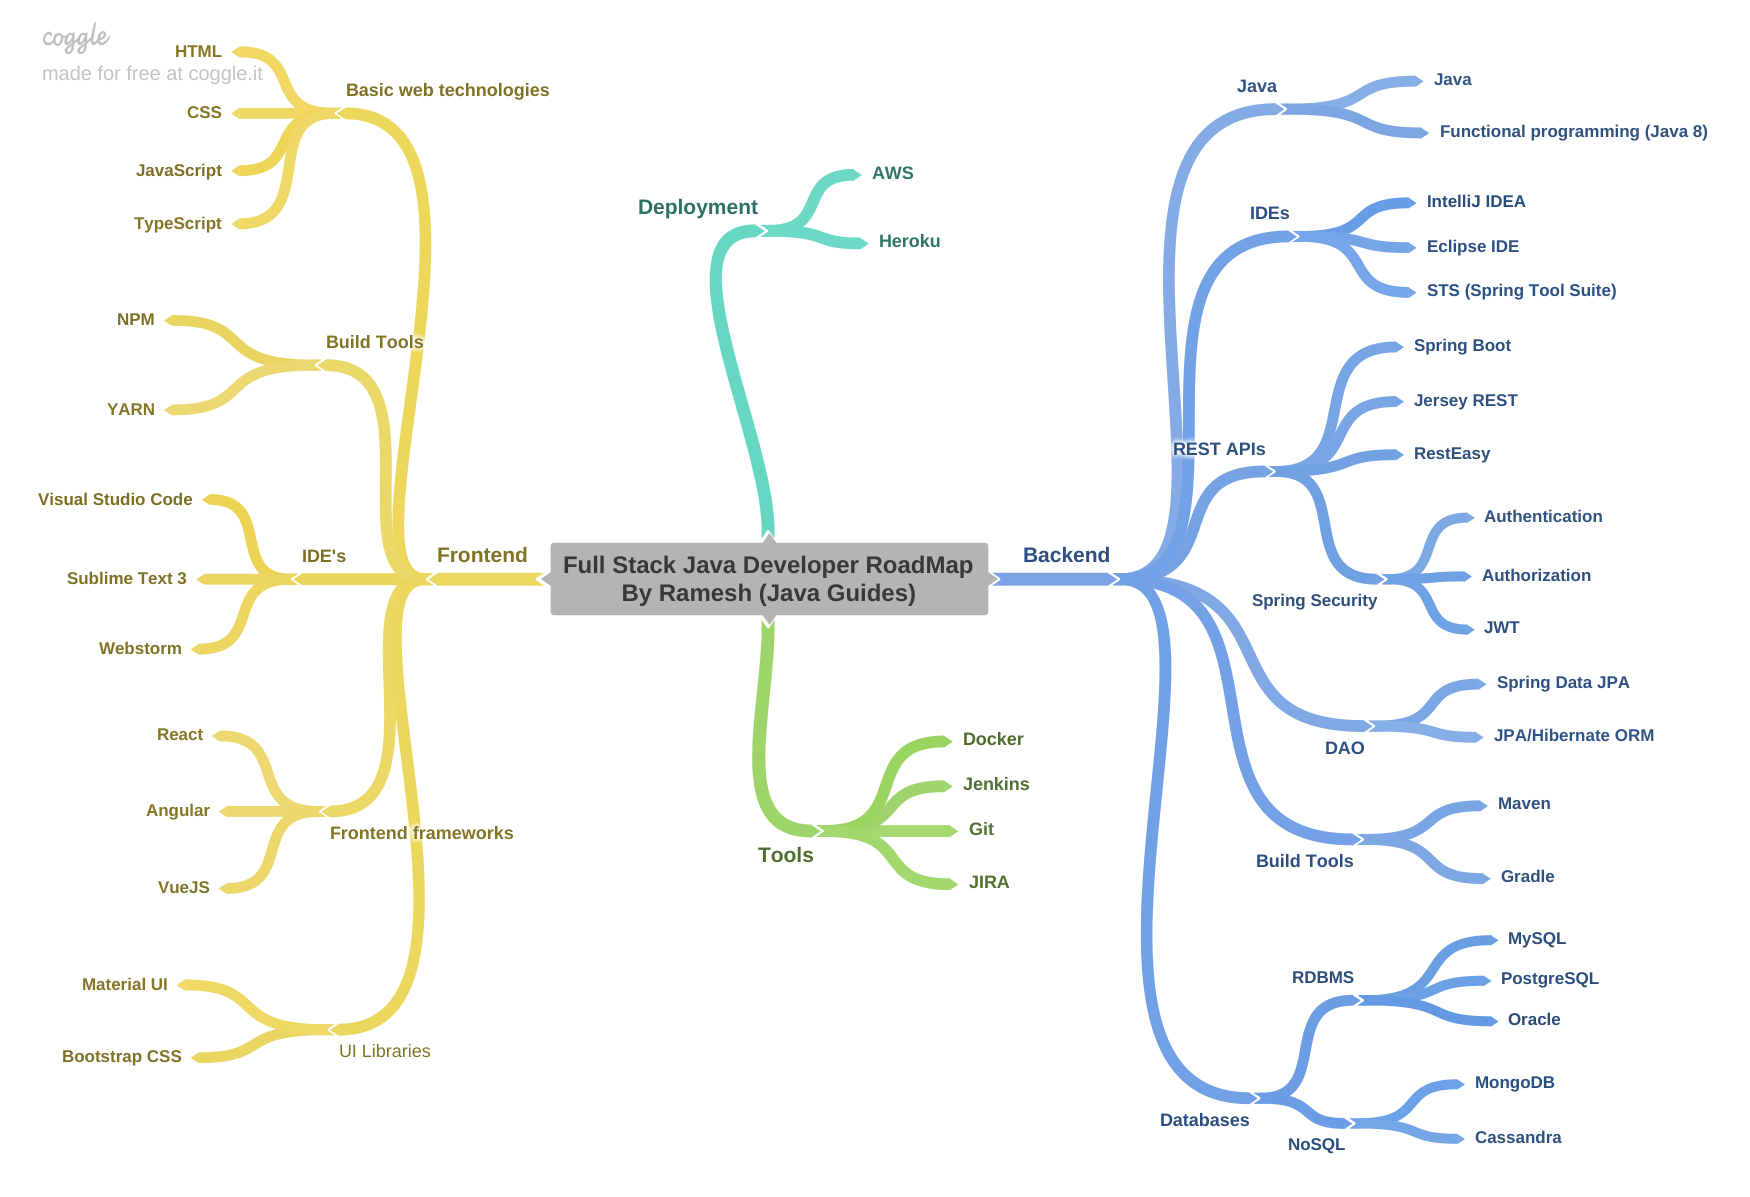 coggle
made for free at coggle.it
Full Stack Java Developer RoadMap
By Ramesh (Java Guides)
Frontend
Basic web technologies
HTML
CSS
JavaScript
TypeScript
Build Tools
NPM
YARN
IDE's
Visual Studio Code
Sublime Text 3
Webstorm
Frontend frameworks
React
Angular
VueJS
UI Libraries
Material UI
Bootstrap CSS
Deployment
AWS
Heroku
Tools
Docker
Jenkins
Git
JIRA
Backend
Java
Java
Functional programming (Java 8)
IDEs
IntelliJ IDEA
Eclipse IDE
STS (Spring Tool Suite)
REST APIs
Spring Boot
Jersey REST
RestEasy
Spring Security
Authentication
Authorization
JWT
DAO
Spring Data JPA
JPA/Hibernate ORM
Build Tools
Maven
Gradle
Databases
RDBMS
MySQL
PostgreSQL
Oracle
NoSQL
MongoDB
Cassandra